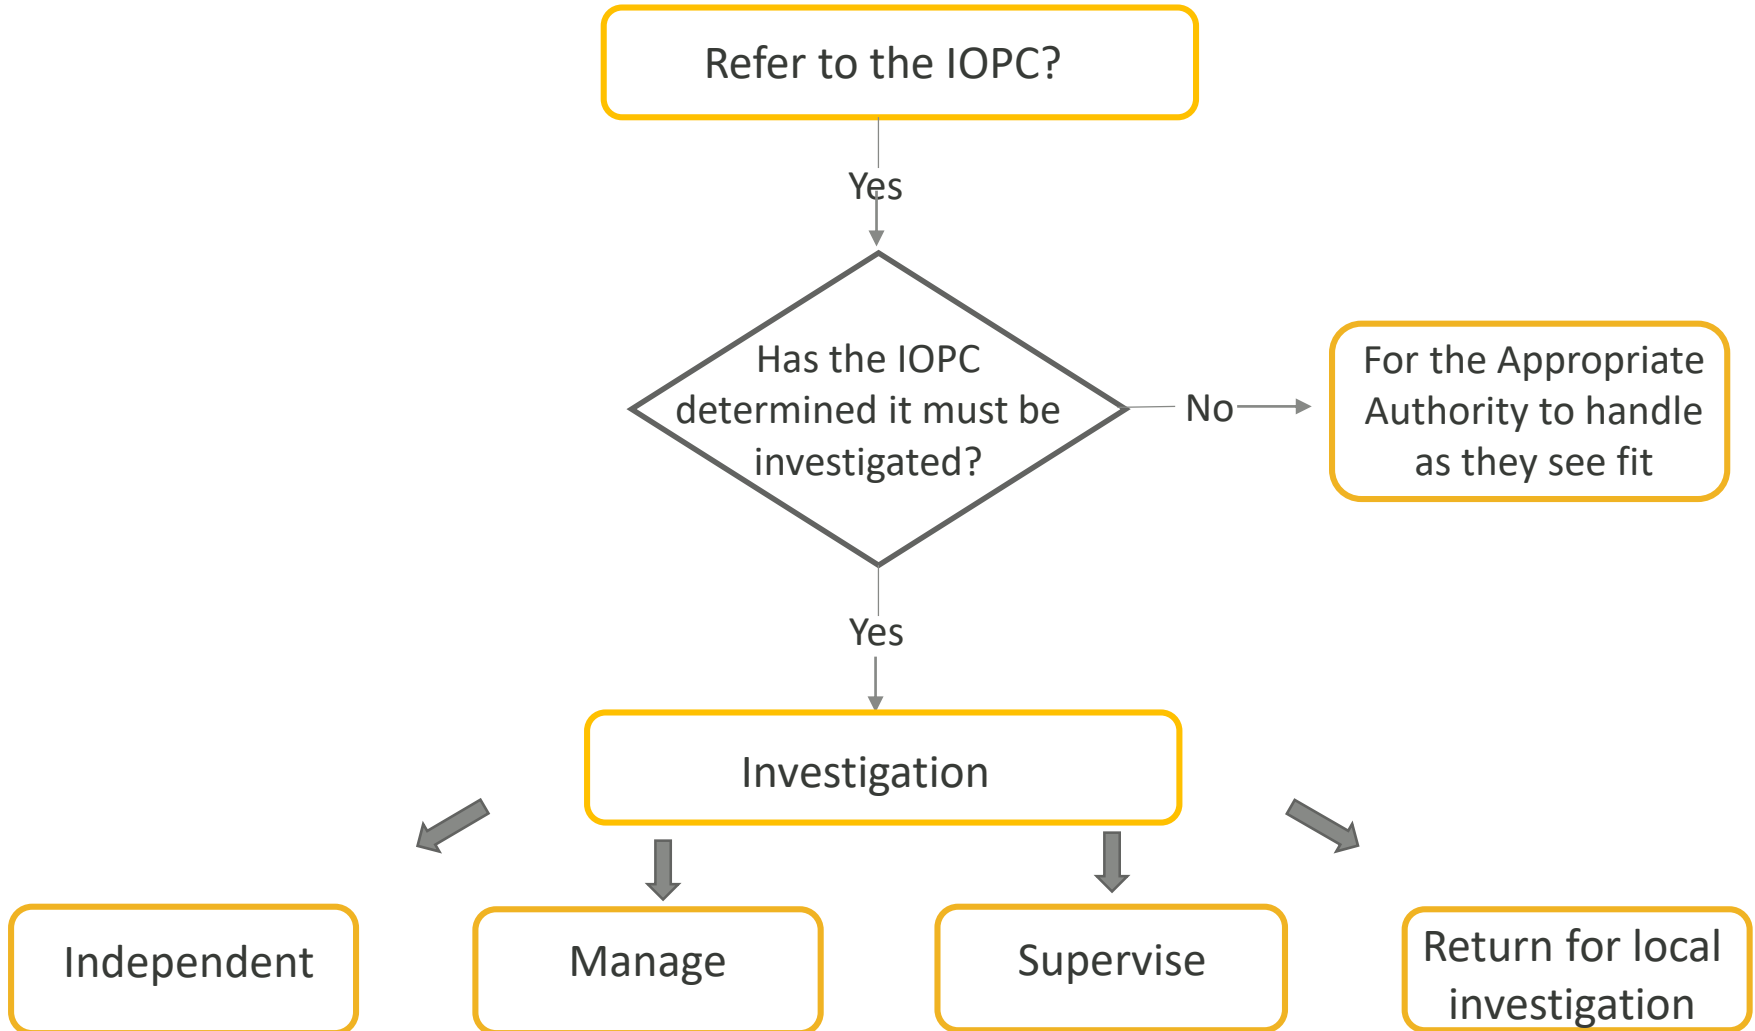 Refer to the IOPC?
Yes
Has the IOPC
determined it must be
investigated?
No
For the Appropriate
Authority to handle
as they see fit
Yes
Investigation
Independent
Manage
Supervise
Return for local
investigation